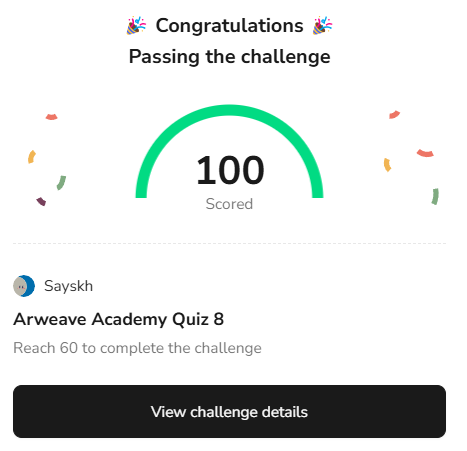 🎉 Congratulations 🎉
Passing the challenge
100
Scored
Sayskh
Arweave Academy Quiz 8
Reach 60 to complete the challenge
View challenge details